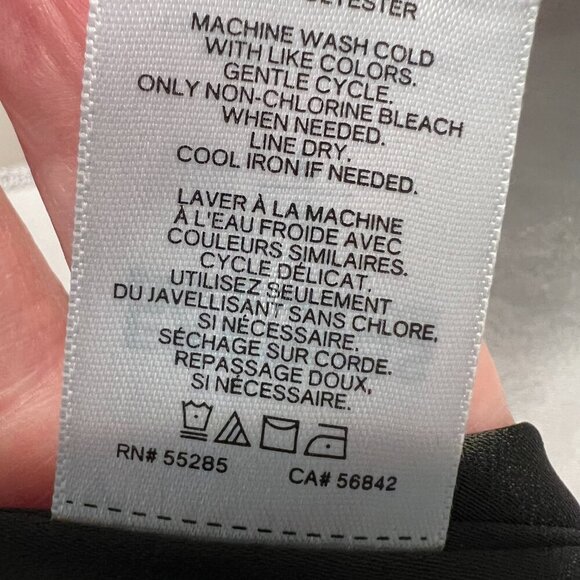 MACHINE WASH COLD
WITH LIKE COLORS.
GENTLE CYCLE.
ONLY NON-CHLORINE BLEACH
WHEN NEEDED.
LINE DRY.
COOL IRON IF NEEDED.
LAVER À LA MACHINE
À L'EAU FROIDE AVEC
COULEURS SIMILAIRES.
CYCLE DÉLICAT.
UTILISEZ SEULEMENT
DU JAVELLISANT SANS CHLORE,
SI NÉCESSAIRE.
SÉCHAGE SUR CORDE.
REPASSAGE DOUX,
SI NÉCESSAIRE.
RN# 55285 CA# 56842